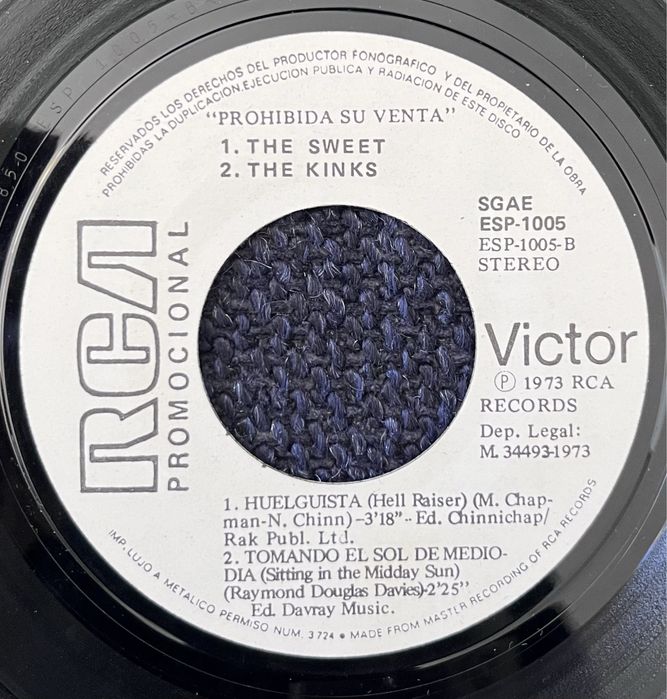 RESERVADOS LOS DERECHOS DEL PRODUCTOR FONOGRAFICO Y DEL PROPIETARIO DE LA OBRA
PROHIBIDAS LA DUPLICACION, EJECUCION PUBLICA Y RADIACION DE ESTE DISCO
"PROHIBIDA SU VENTA"
1. THE SWEET
2. THE KINKS
SGAE
ESP-1005
ESP-1005-B
STEREO
RCA
PROMOCIONAL
Victor
Ⓟ 1973 RCA
RECORDS
Dep. Legal:
M. 34493-1973
1. HUELGUISTA (Hell Raiser) (M. Chap-
man-N. Chinn)-3'18"-Ed. Chinnichap/
Rak Publ. Ltd.
2. TOMANDO EL SOL DE MEDIO-
DIA (Sitting in the Midday Sun)
(Raymond Douglas Davies)-2'25"
Ed. Davray Music.
IMP. LUJO A METALICO PERMISO NUM. 3724 • MADE FROM MASTER RECORDING OF RCA RECORDS